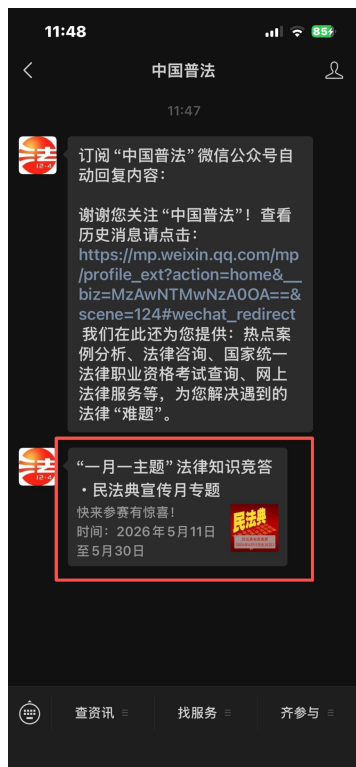 11:48
85
中国普法
11:47
订阅“中国普法”微信公众号自
动回复内容：
谢谢您关注“中国普法”！查看
历史消息请点击：
https://mp.weixin.qq.com/mp
/profile_ext?action=home&__
biz=MzAwNTMwNzA0OA==&
scene=124#wechat_redirect
我们在此还为您提供：热点案
例分析、法律咨询、国家统一
法律职业资格考试查询、网上
法律服务等，为您解决遇到的
法律“难题”。
法
12·4
“一月一主题”法律知识竞答
·民法典宣传月专题
快来参赛有惊喜！
时间：2026年5月11日
至5月30日
民法典
查资讯
找服务
齐参与